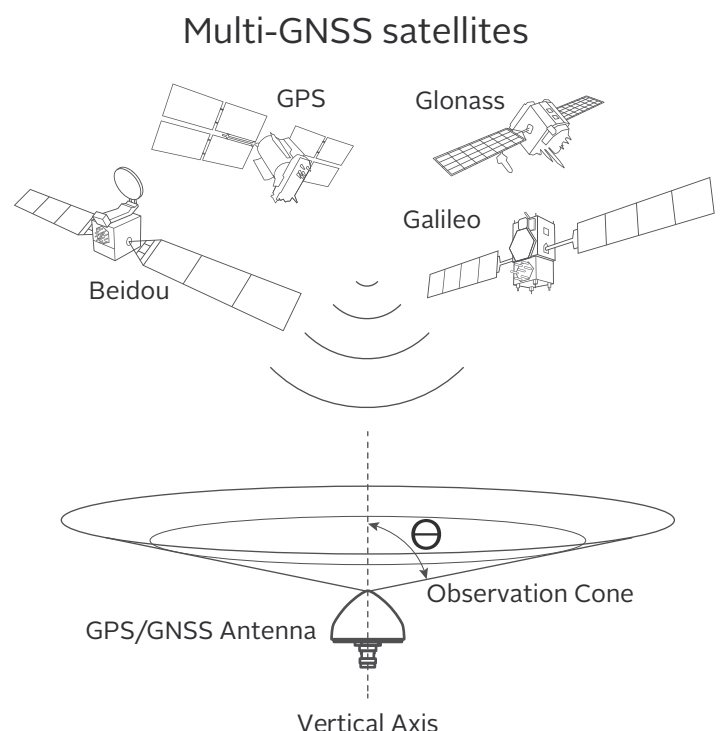 Multi-GNSS satellites
GPS
Glonass
Galileo
Beidou
Θ
Observation Cone
GPS/GNSS Antenna
Vertical Axis